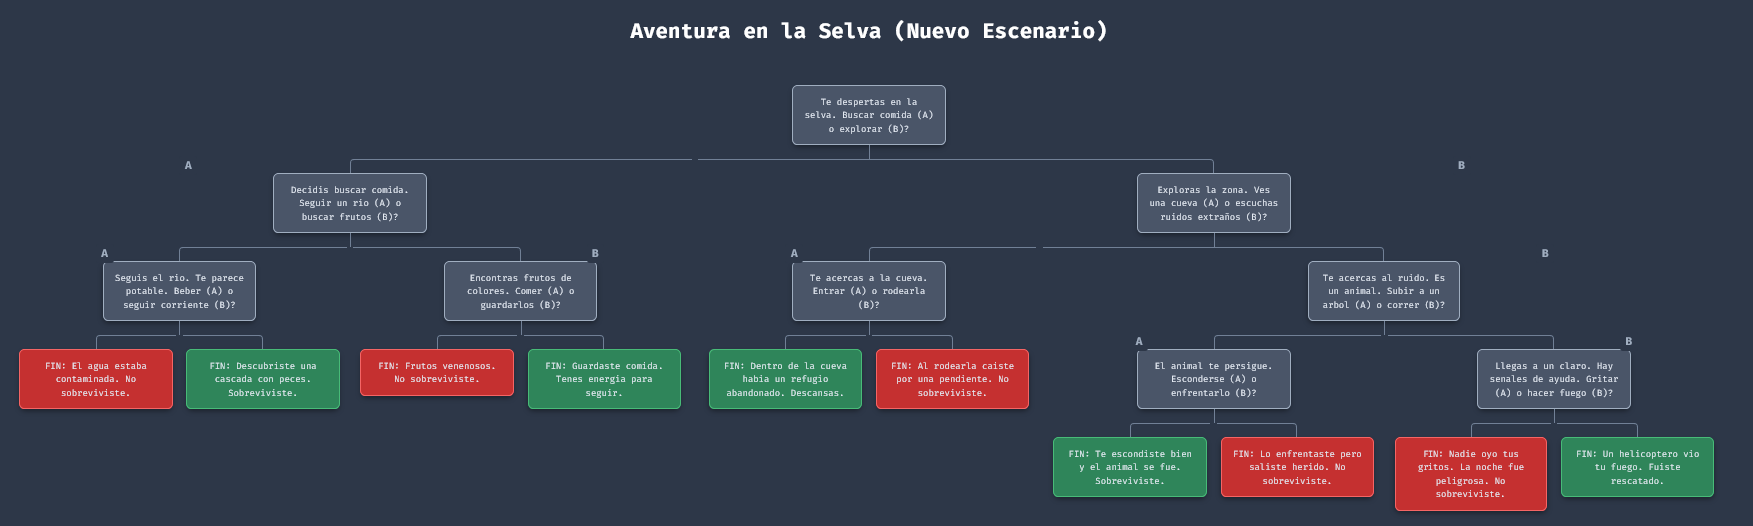 Aventura en la Selva (Nuevo Escenario)
Te despertas en la
selva. Buscar comida (A)
o explorar (B)?
A
B
Decidis buscar comida.
Seguir un rio (A) o
buscar frutos (B)?
Exploras la zona. Ves
una cueva (A) o escuchas
ruidos extraños (B)?
A
B
A
B
Seguis el rio. Te parece
potable. Beber (A) o
seguir corriente (B)?
Encontras frutos de
colores. Comer (A) o
guardarlos (B)?
Te acercas a la cueva.
Entrar (A) o rodearla
(B)?
Te acercas al ruido. Es
un animal. Subir a un
arbol (A) o correr (B)?
A
B
FIN: El agua estaba
contaminada. No
sobreviviste.
FIN: Descubriste una
cascada con peces.
Sobreviviste.
FIN: Frutos venenosos.
No sobreviviste.
FIN: Guardaste comida.
Tenes energia para
seguir.
FIN: Dentro de la cueva
habia un refugio
abandonado. Descansas.
FIN: Al rodearla caiste
por una pendiente. No
sobreviviste.
El animal te persigue.
Esconderse (A) o
enfrentarlo (B)?
Llegas a un claro. Hay
senales de ayuda. Gritar
(A) o hacer fuego (B)?
FIN: Te escondiste bien
y el animal se fue.
Sobreviviste.
FIN: Lo enfrentaste pero
saliste herido. No
sobreviviste.
FIN: Nadie oyo tus
gritos. La noche fue
peligrosa. No
sobreviviste.
FIN: Un helicoptero vio
tu fuego. Fuiste
rescatado.